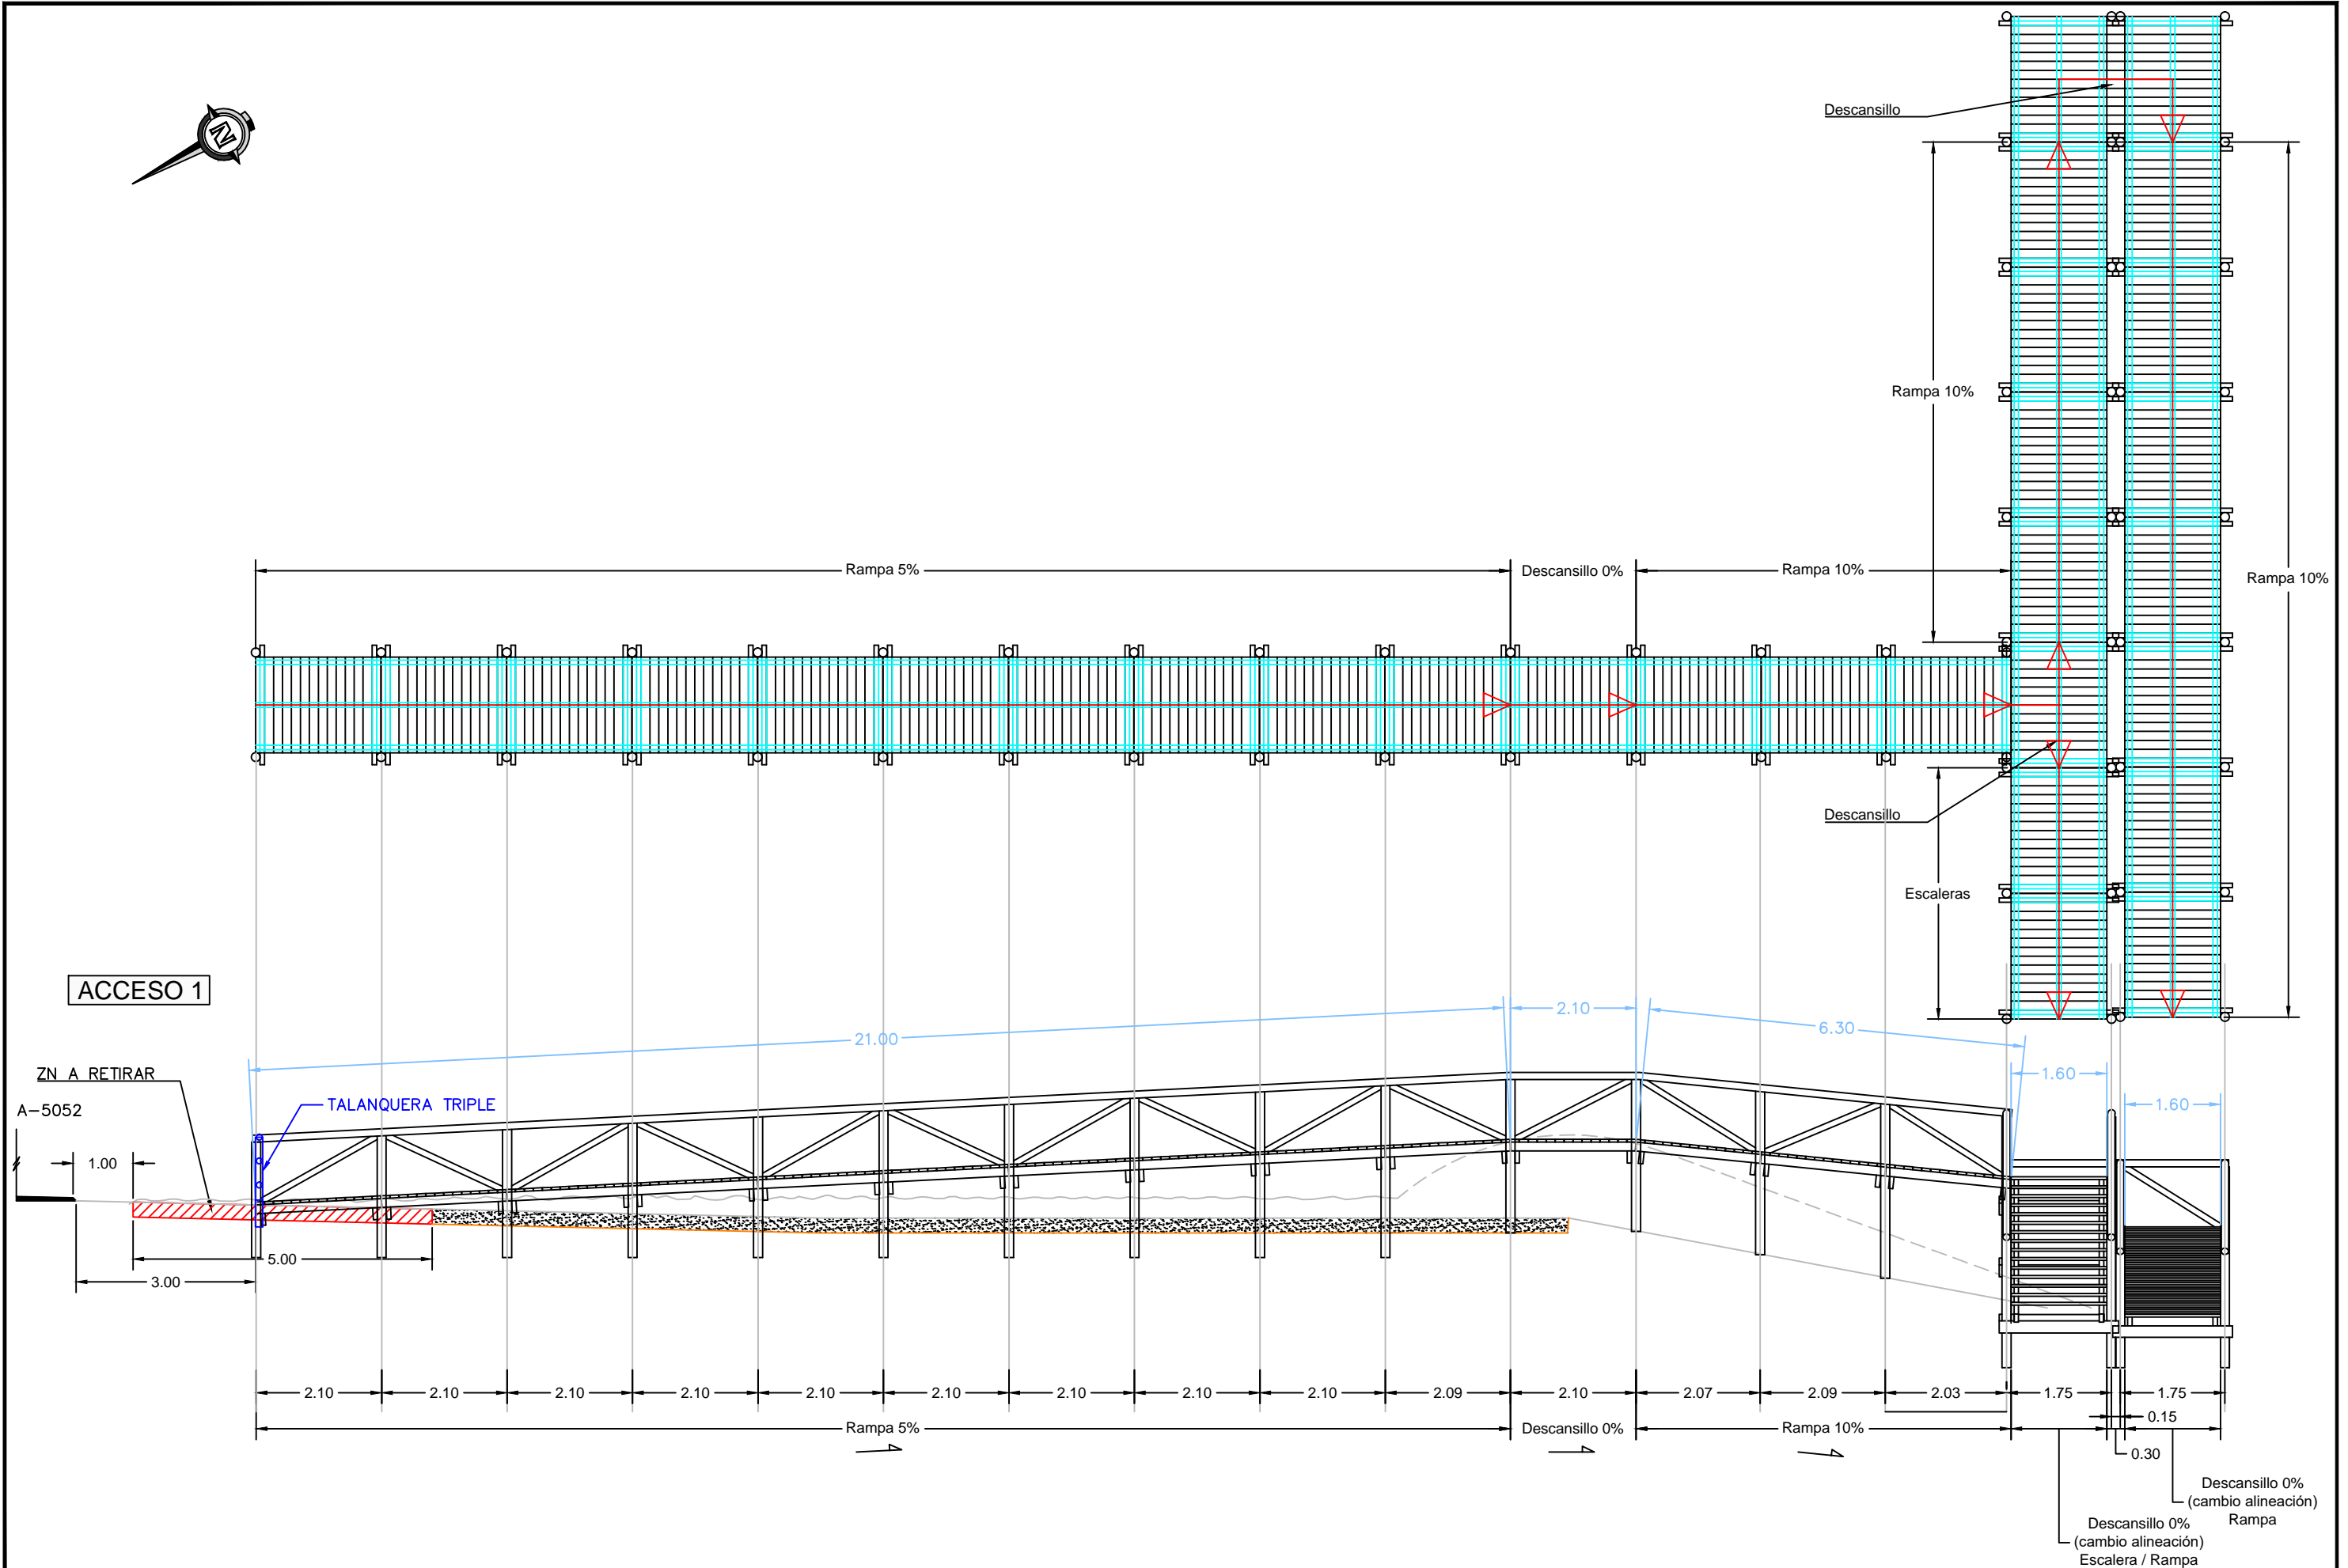 N
Descansillo
Rampa 10%
Rampa 10%
Rampa 5%
Descansillo 0%
Rampa 10%
Descansillo
Escaleras
ACCESO 1
21.00
2.10
6.30
1.60
1.60
ZN A RETIRAR
A-5052
TALANQUERA TRIPLE
1.00
5.00
3.00
2.10
2.10
2.10
2.10
2.10
2.10
2.10
2.10
2.10
2.09
2.10
2.07
2.09
2.03
1.75
1.75
0.15
Rampa 5%
Descansillo 0%
Rampa 10%
0.30
Descansillo 0%
(cambio alineación)
Rampa
Descansillo 0%
(cambio alineación)
Escalera / Rampa